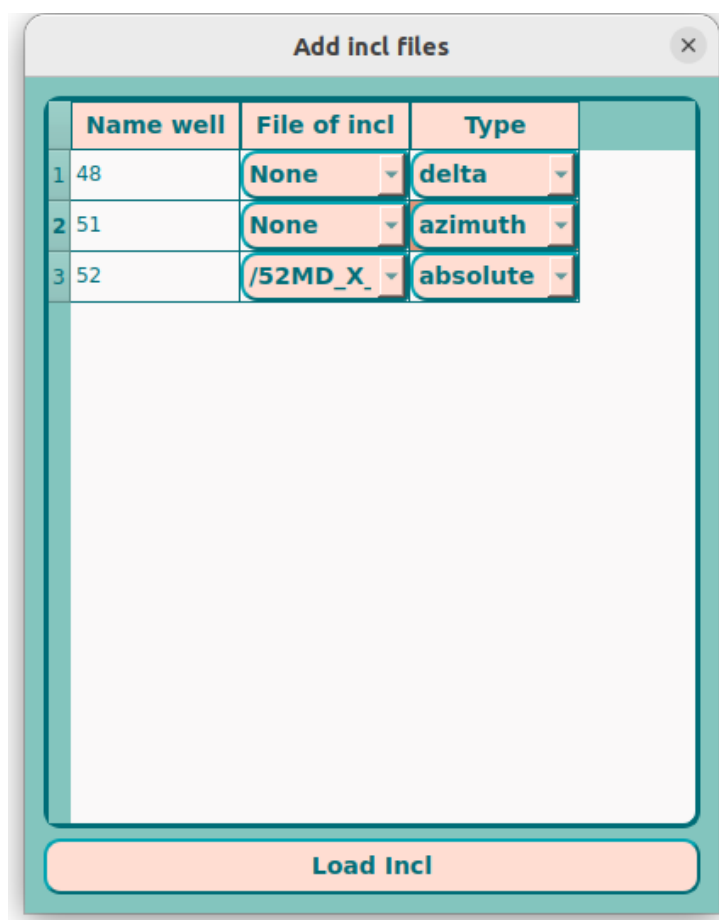 Add incl files
Name well File of incl Type
1 48 None delta
2 51 None azimuth
3 52 /52MD_X_ absolute
Load Incl